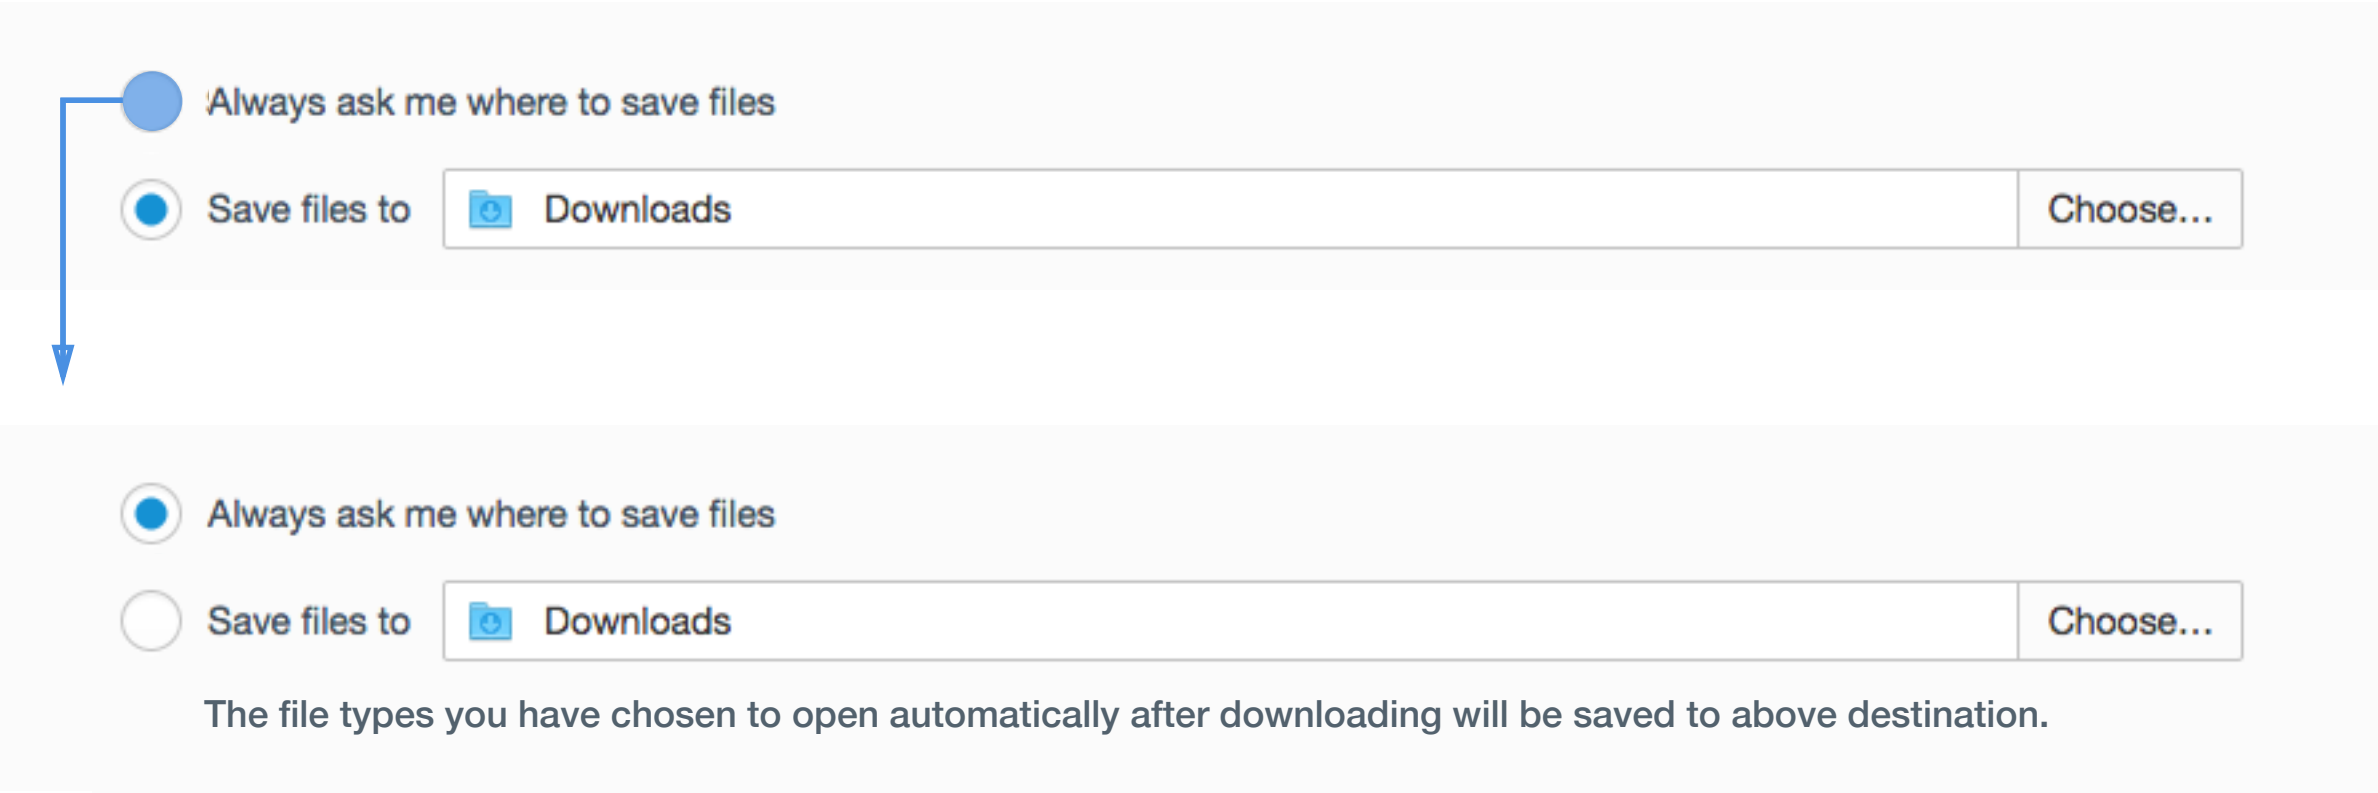 Always ask me where to save files
Save files to Downloads Choose...
Always ask me where to save files
Save files to Downloads Choose...
The file types you have chosen to open automatically after downloading will be saved to above destination.